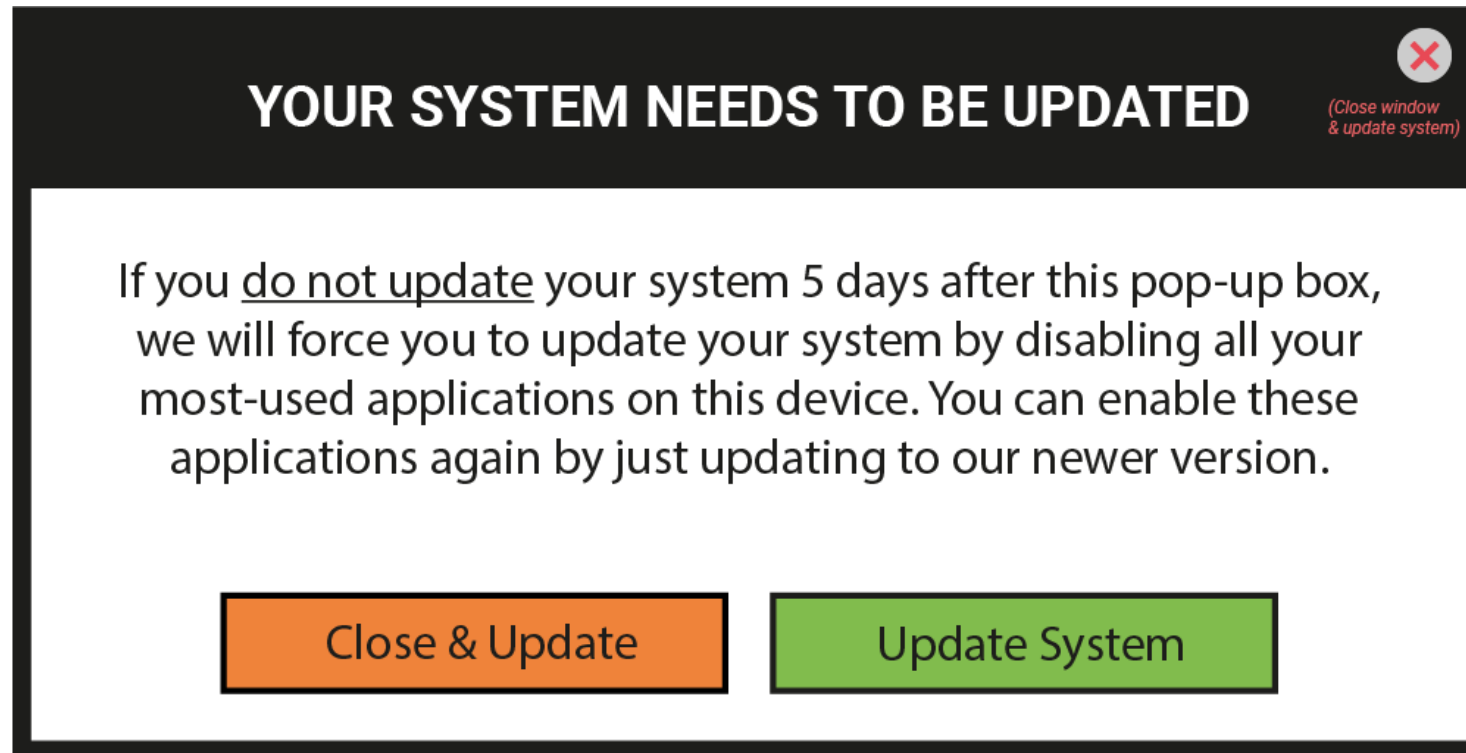 YOUR SYSTEM NEEDS TO BE UPDATED
(Close window
& update system)
If you do not update your system 5 days after this pop-up box,
we will force you to update your system by disabling all your
most-used applications on this device. You can enable these
applications again by just updating to our newer version.
Close & Update
Update System